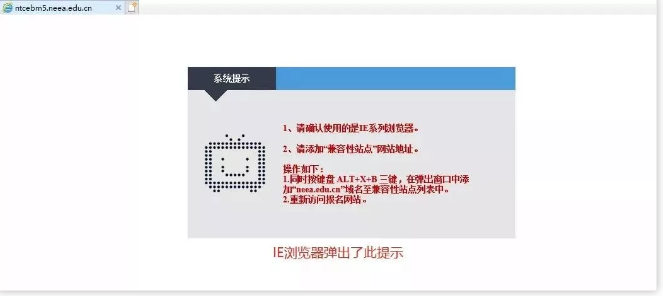 ntcebm5.neea.edu.cn
系统提示
1、请确认使用的是IE系列浏览器。
2、请添加“兼容性站点”网站地址。
操作如下：
1.同时按键盘 ALT+X+B 三键，在弹出窗口中添
加“neea.edu.cn”域名至兼容性站点列表中。
2.重新访问报名网站。
IE浏览器弹出了此提示